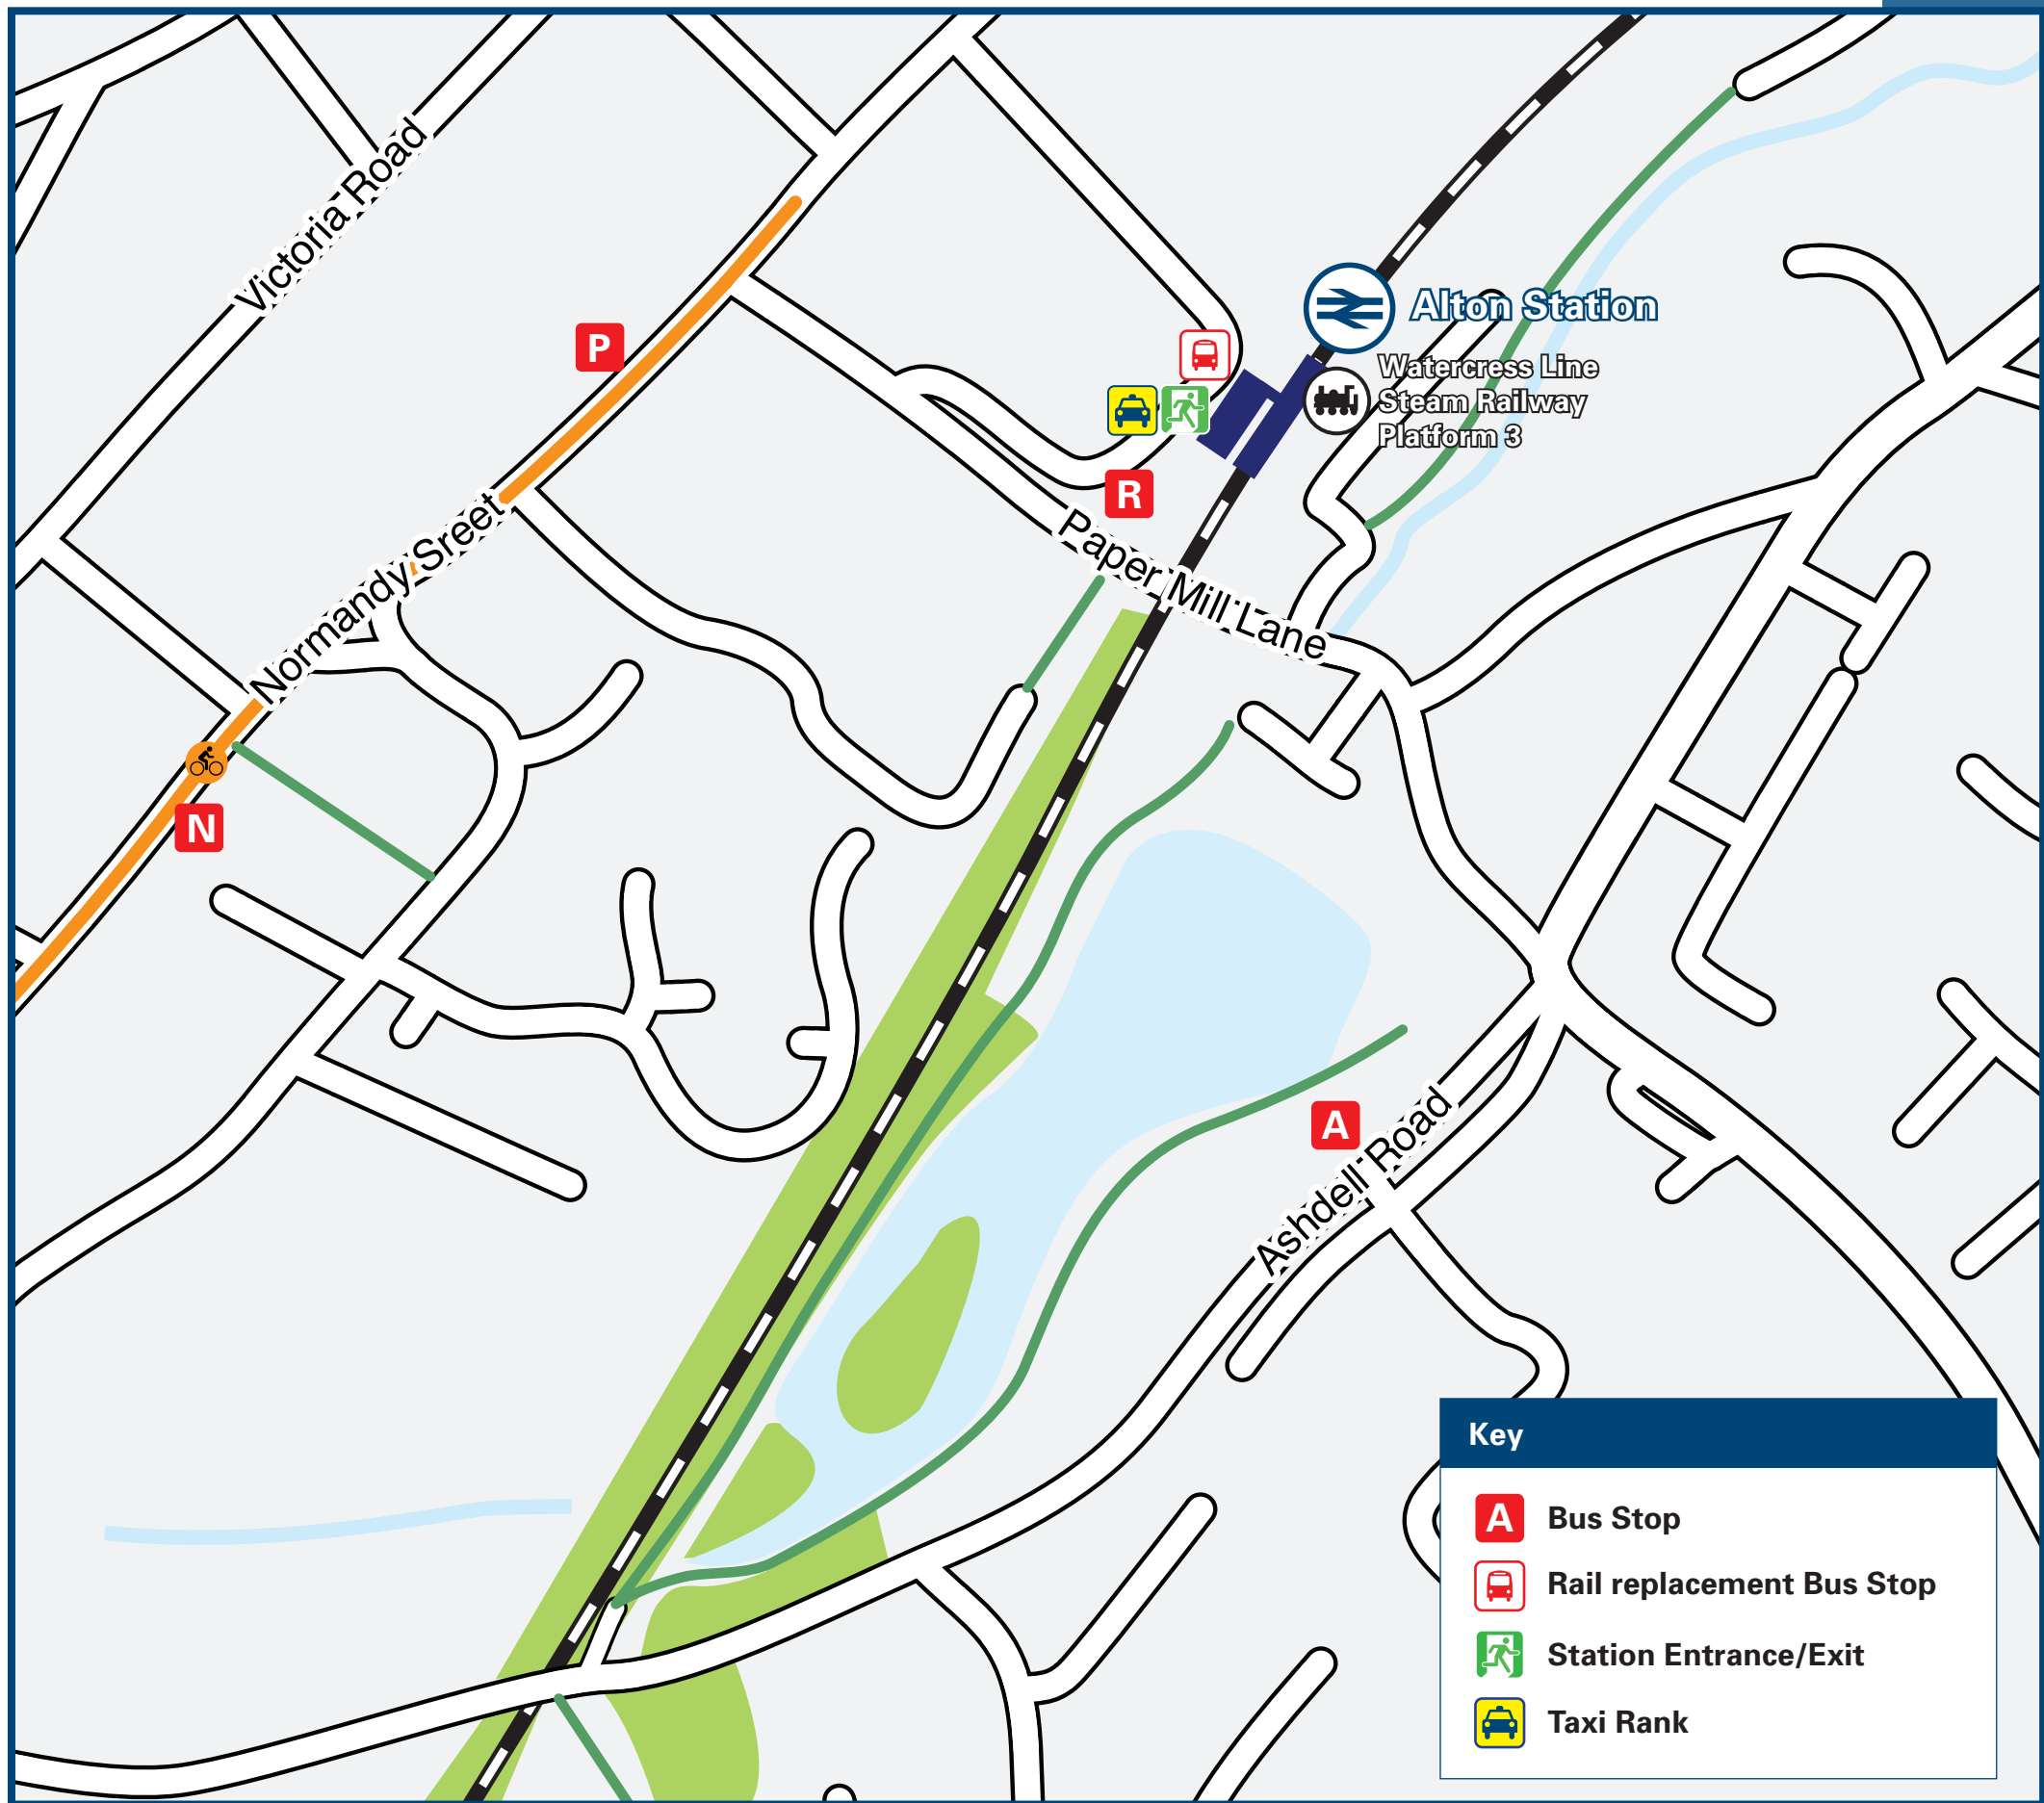 Victoria Road
P
Alton Station
Watercress Line
Steam Railway
Platform 3
R
Normandy Sreet
Paper Mill Lane
N
A
Ashdell Road
Key
A Bus Stop
Rail replacement Bus Stop
Station Entrance/Exit
Taxi Rank